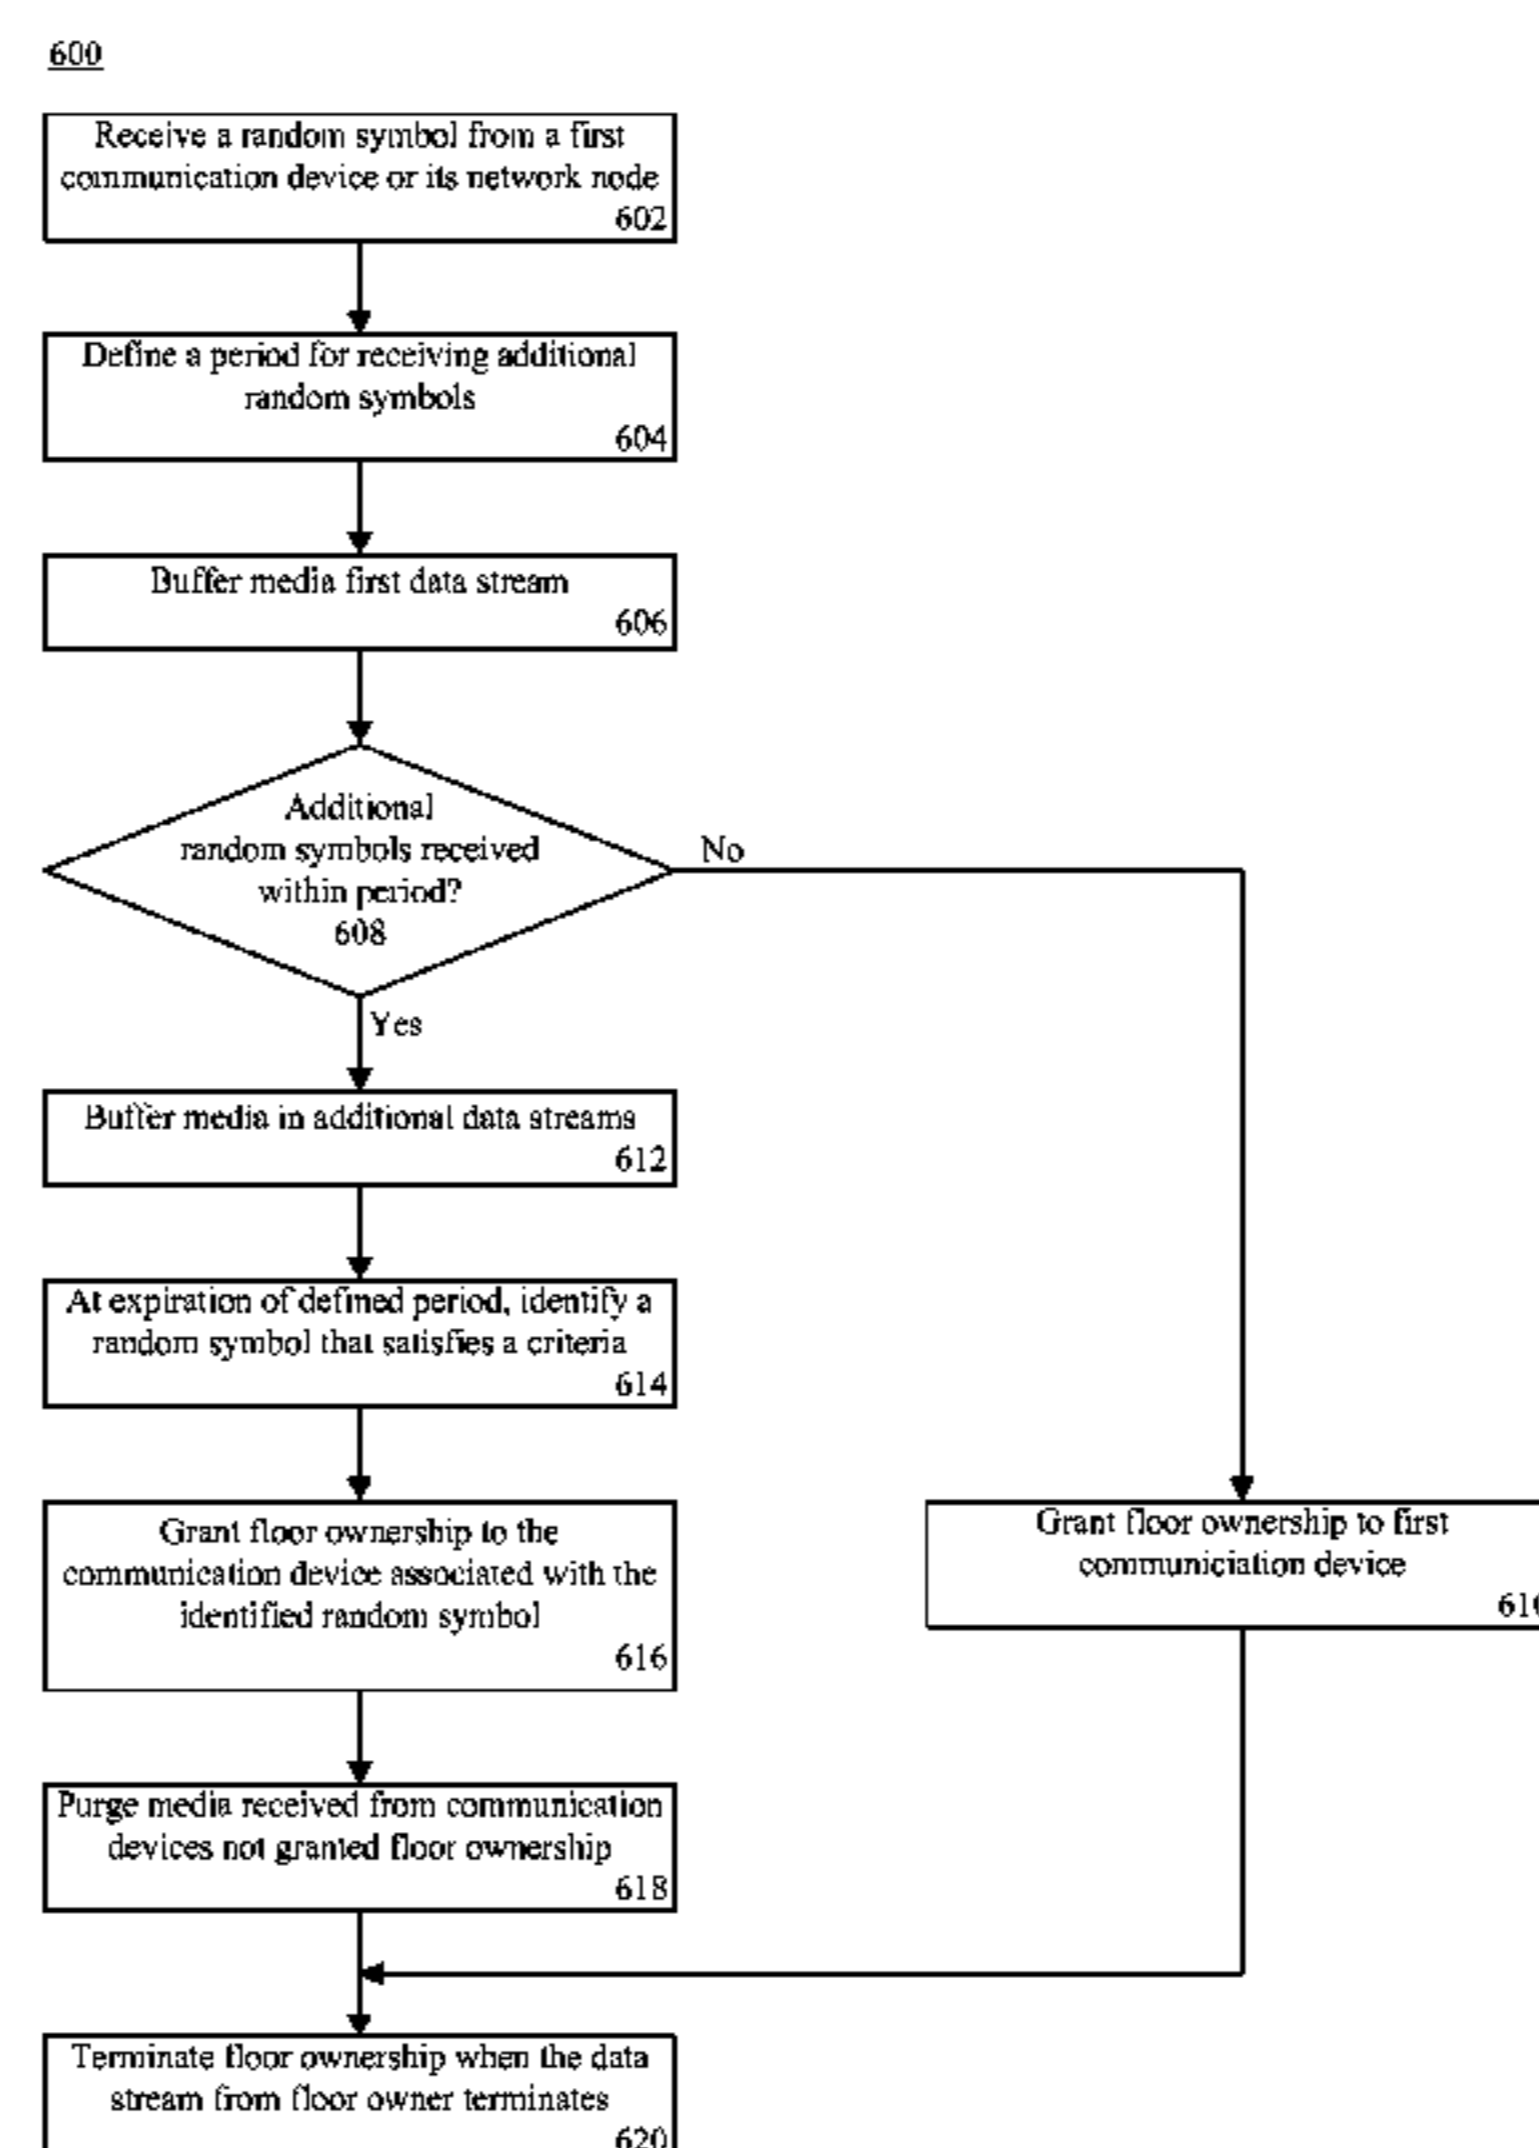 600
Receive a random symbol from a first
communication device or its network node
602
Define a period for receiving additional
random symbols
604
Buffer media first data stream
606
Additional
random symbols received
within period?
608
No
Yes
Buffer media in additional data streams
612
At expiration of defined period, identify a
random symbol that satisfies a criteria
614
Grant floor ownership to the
communication device associated with the
identified random symbol
616
Grant floor ownership to first
communiciation device
610
Purge media received from communication
devices not granted floor ownership
618
Terminate floor ownership when the data
stream from floor owner terminates
620